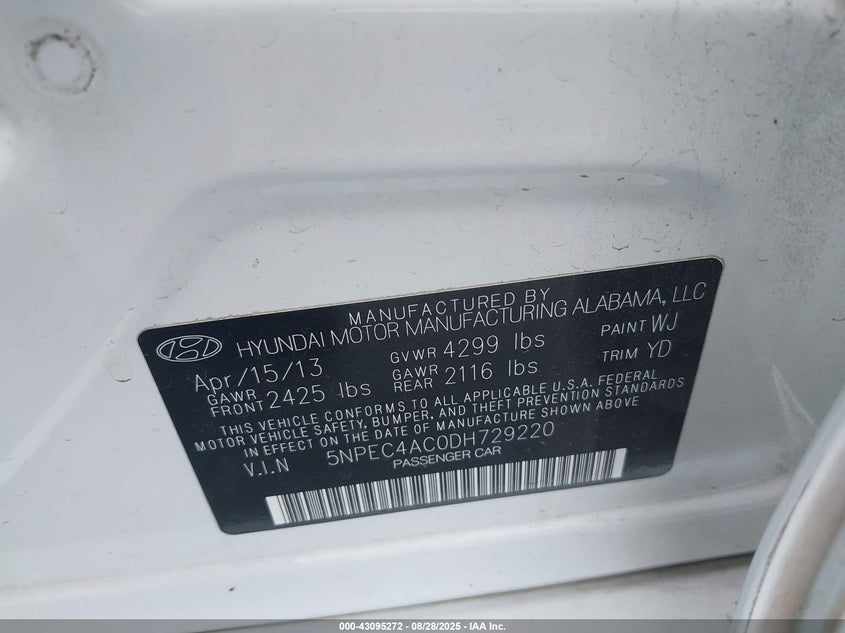 MANUFACTURED BY
HYUNDAI MOTOR MANUFACTURING ALABAMA, LLC
Apr/15/13 GVWR 4299 lbs PAINT WJ
GAWR FRONT 2425 lbs GAWR REAR 2116 lbs TRIM YD
THIS VEHICLE CONFORMS TO ALL APPLICABLE U.S.A. FEDERAL
MOTOR VEHICLE SAFETY, BUMPER, AND THEFT PREVENTION STANDARDS
IN EFFECT ON THE DATE OF MANUFACTURE SHOWN ABOVE
V.I.N 5NPEC4AC0DH729220
PASSENGER CAR
000-43095272 - 08/28/2025 - IAA Inc.